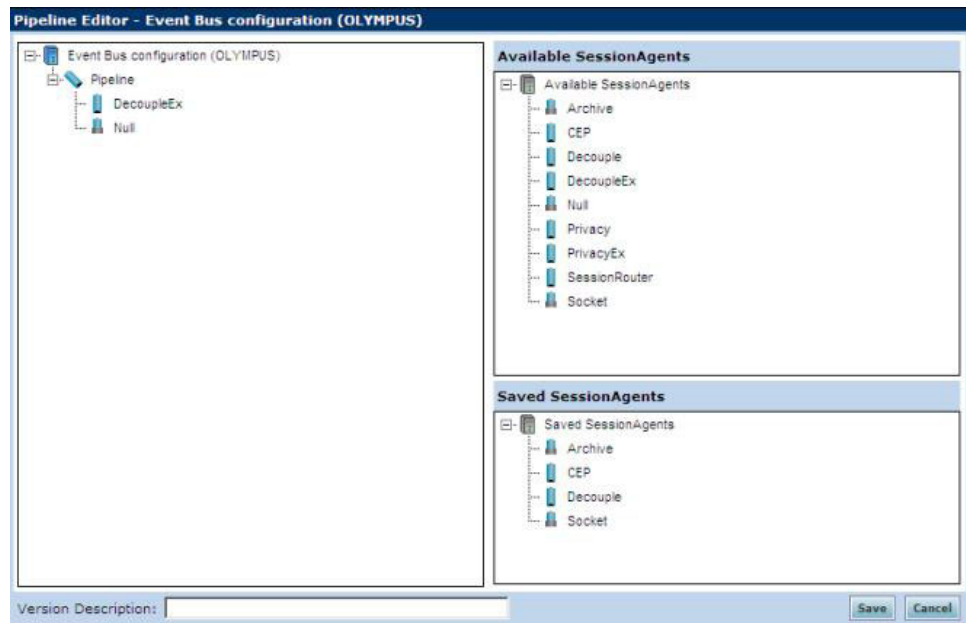 Pipeline Editor - Event Bus configuration (OLYMPUS)
Event Bus configuration (OLYMPUS)
Pipeline
DecoupleEx
Null
Available SessionAgents
Available SessionAgents
Archive
CEP
Decouple
DecoupleEx
Null
Privacy
PrivacyEx
SessionRouter
Socket
Saved SessionAgents
Saved SessionAgents
Archive
CEP
Decouple
Socket
Version Description:
Save Cancel